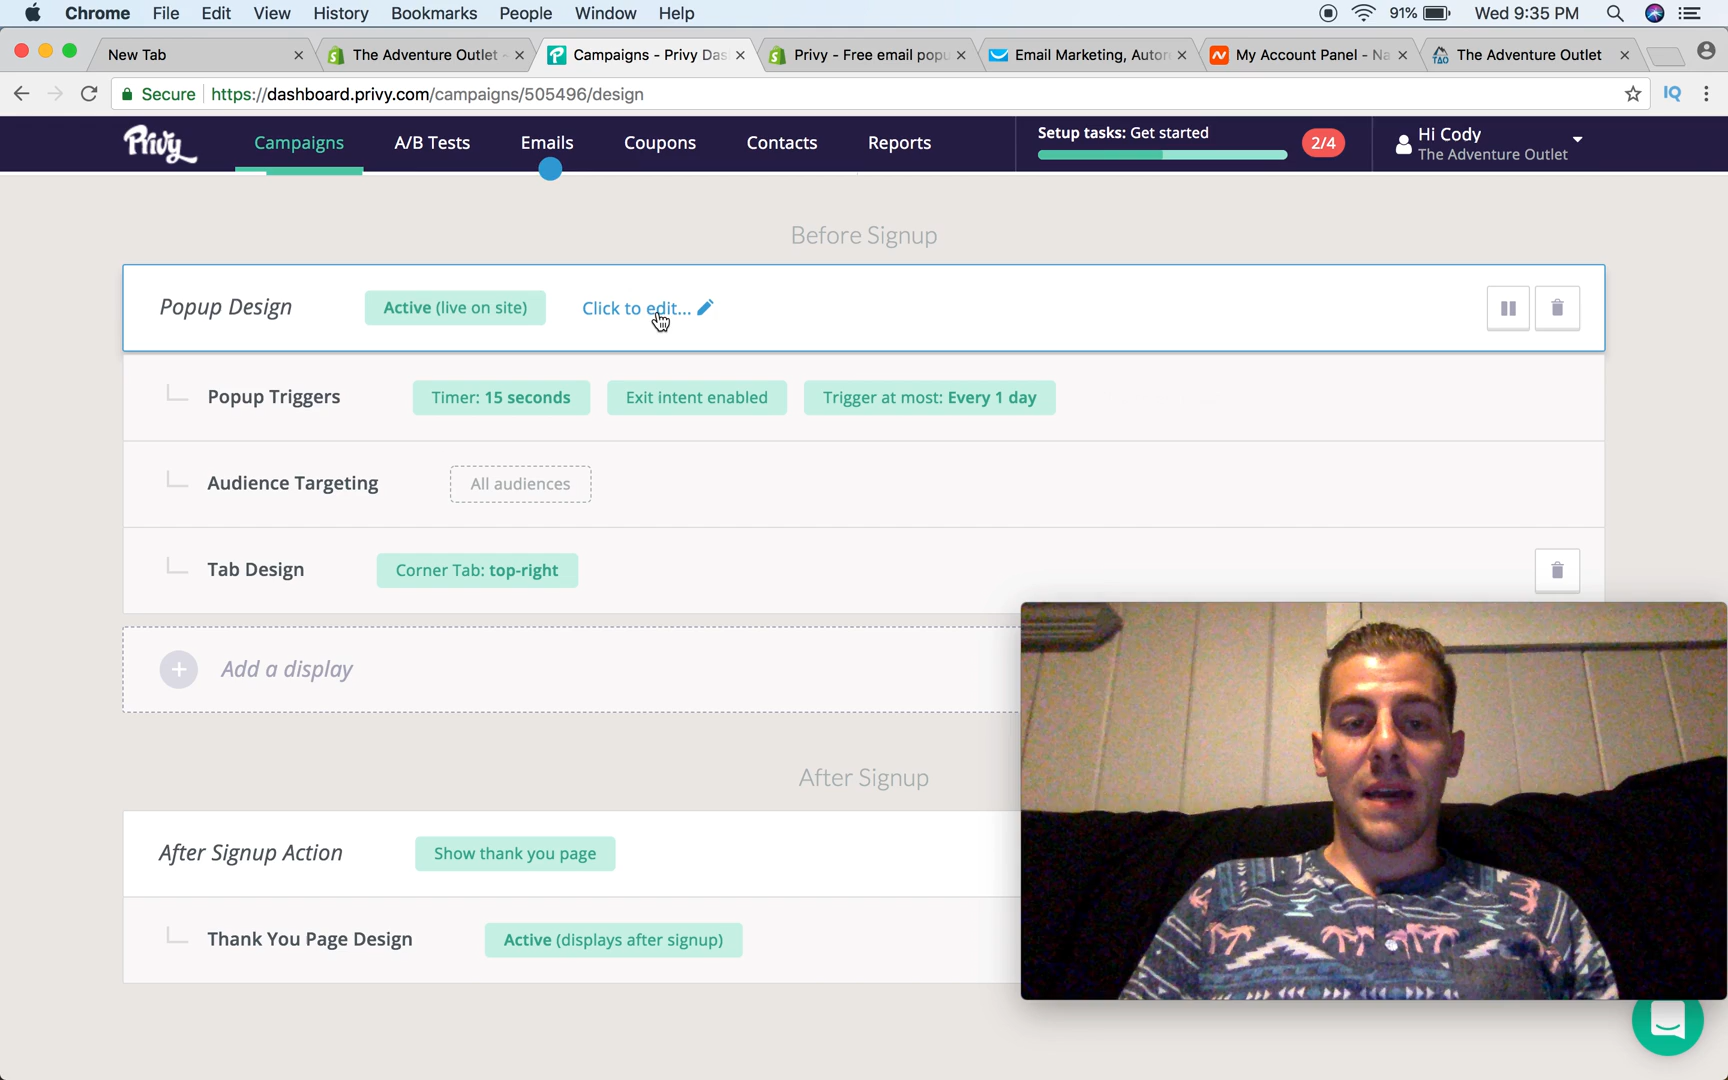 Chrome File Edit View History Bookmarks People Window Help 91% Wed 9:35 PM
New Tab The Adventure Outlet Campaigns - Privy Das Privy - Free email popu Email Marketing, Autor My Account Panel - Na The Adventure Outlet
Secure https://dashboard.privy.com/campaigns/505496/design IQ
Privy Campaigns A/B Tests Emails Coupons Contacts Reports Setup tasks: Get started 2/4 Hi Cody
The Adventure Outlet
Before Signup
Popup Design Active (live on site) Click to edit...
Popup Triggers Timer: 15 seconds Exit intent enabled Trigger at most: Every 1 day
Audience Targeting All audiences
Tab Design Corner Tab: top-right
+ Add a display
After Signup
After Signup Action Show thank you page
Thank You Page Design Active (displays after signup)